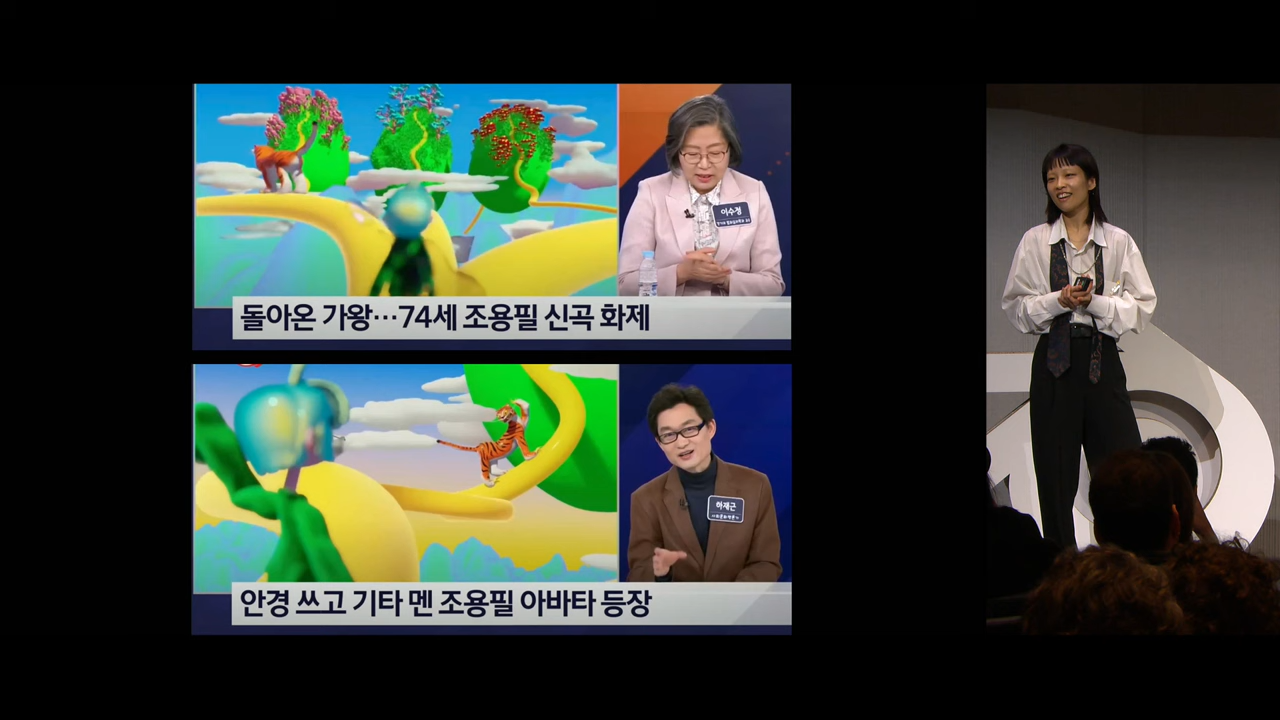 이수정
돌아온 가왕…74세 조용필 신곡 화제
하재근
안경 쓰고 기타 멘 조용필 아바타 등장